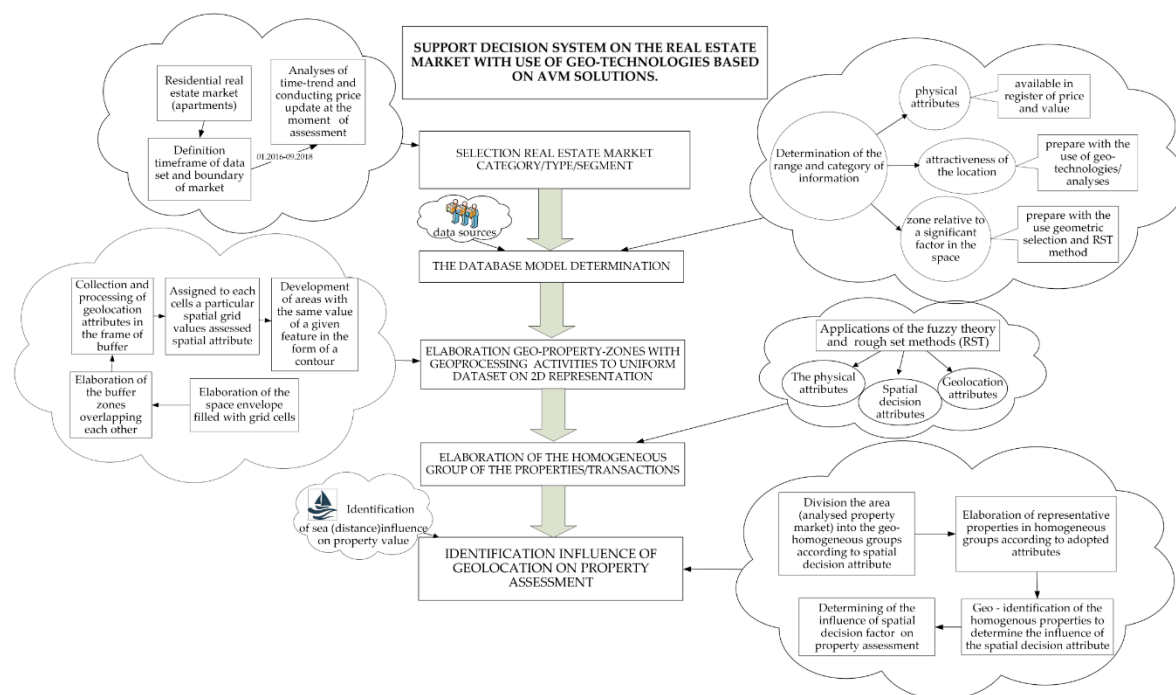 SUPPORT DECISION SYSTEM ON THE REAL ESTATE
MARKET WITH USE OF GEO-TECHNOLOGIES BASED
ON AVM SOLUTIONS.
Residential real
estate market
(apartments)
Definition
timeframe of data
set and boundary
of market
01.2016-09.2018
Analyses of
time-trend and
conducting price
update at the
moment of
assessment
SELECTION REAL ESTATE MARKET
CATEGORY/TYPE/SEGMENT
Determination of the
range and category of
information
physical
attributes
available in
register of price
and value
attractiveness of
the location
prepare with the
use of geo-
technologies/
analyses
zone relative to
a significant
factor in the
space
prepare with the
use geometric
selection and RST
method
data sources
THE DATABASE MODEL DETERMINATION
Collection and
processing of
geolocation
attributes in
the frame of
buffer
Assigned to each
cells a particular
spatial grid
values assessed
spatial attribute
Development of
areas with the
same value
of a given
feature in the
form of a
contour
Elaboration of
the buffer
zones
overlapping
each other
Elaboration of the
space envelope
filled with grid cells
ELABORATION GEO-PROPERTY-ZONES WITH
GEOPROCESSING ACTIVITIES TO UNIFORM
DATASET ON 2D REPRESENTATION
Applications of the fuzzy theory
and rough set methods (RST)
The physical
attributes
Spatial
decision
attributes
Geolocation
attributes
ELABORATION OF THE HOMOGENEOUS
GROUP OF THE PROPERTIES/TRANSACTIONS
Identification
of sea (distance)influence
on property value
IDENTIFICATION INFLUENCE OF
GEOLOCATION ON PROPERTY
ASSESSMENT
Division the area
(analysed property
market) into the geo-
homogeneous groups
according to spatial
decision attribute
Elaboration of representative
properties in homogeneous
groups according to adopted
attributes
Geo - identification of the
homogenous properties to
determine the influence of
the spatial decision attribute
Determining of the
influence of spatial
decision factor on
property assessment